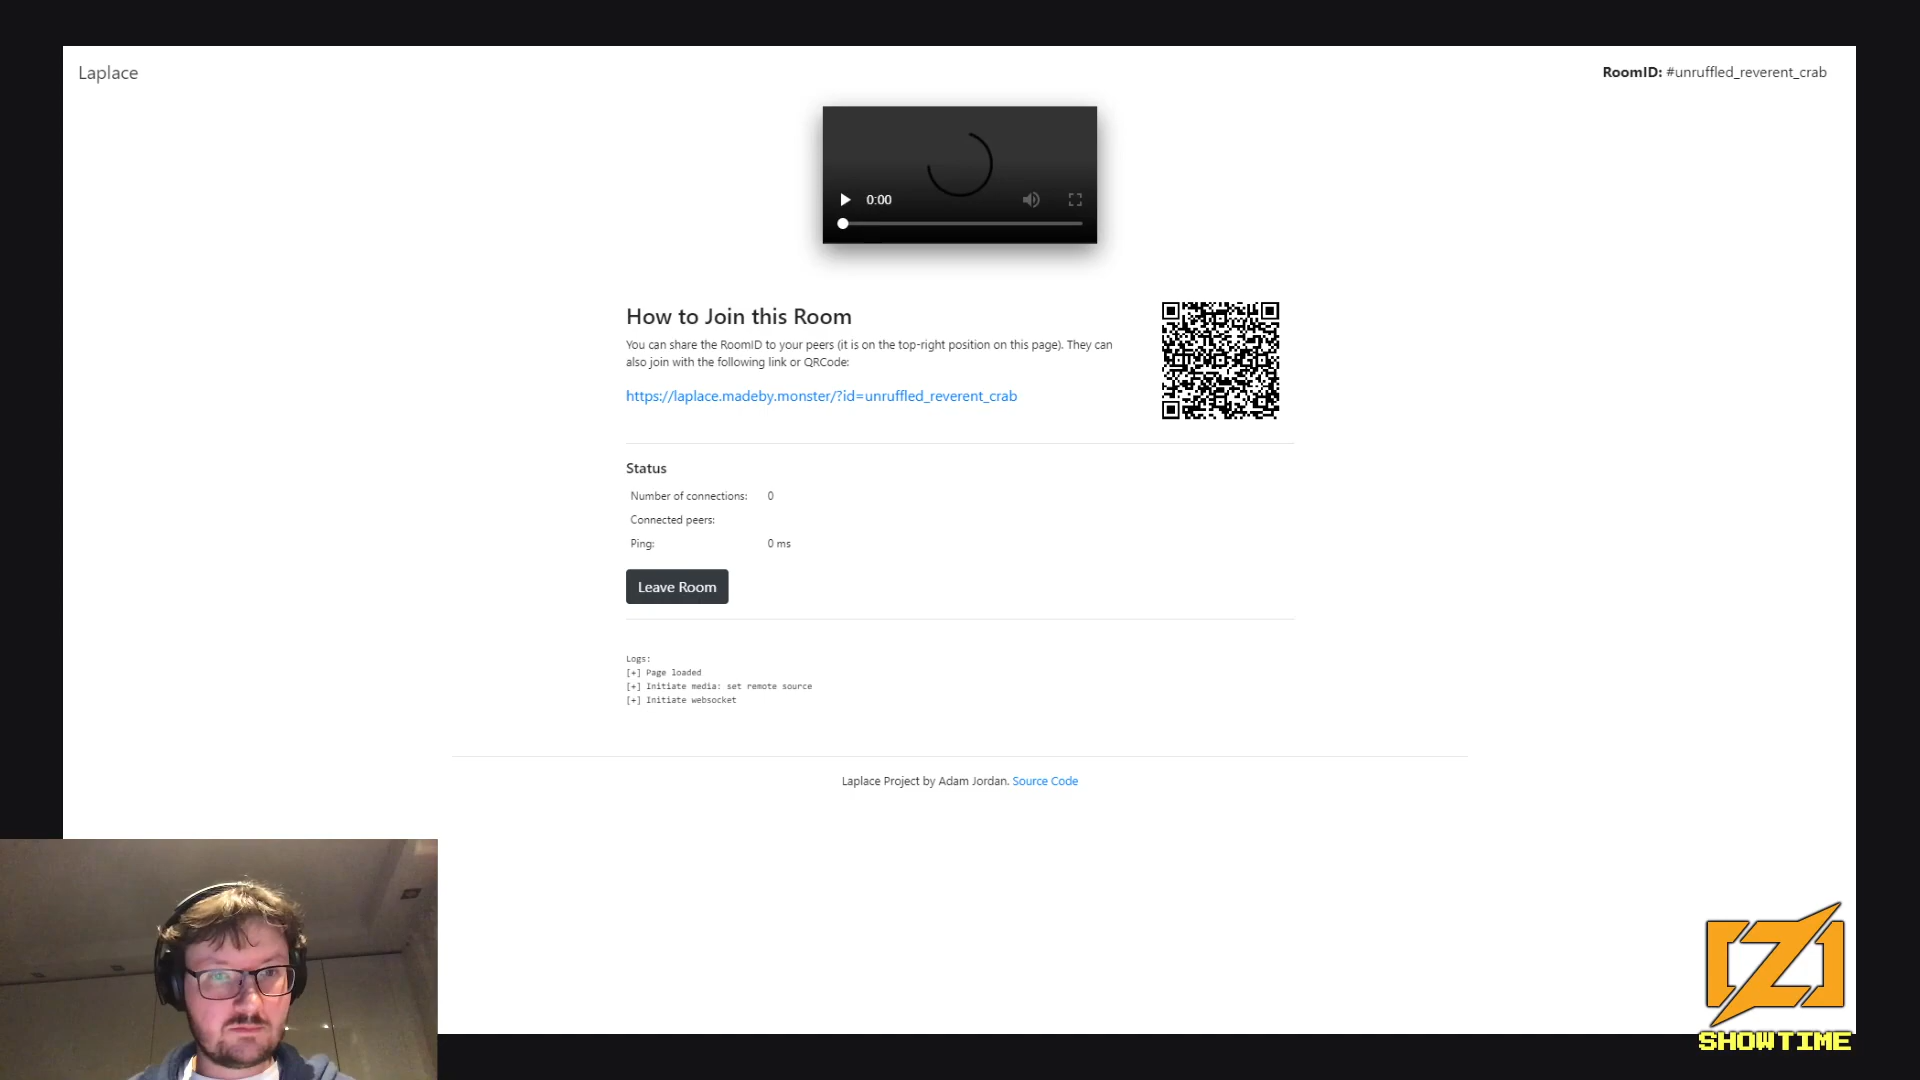 Laplace
RoomID: #unruffled_reverent_crab
0:00
How to Join this Room
You can share the RoomID to your peers (it is on the top-right position on this page). They can
also join with the following link or QRCode:
https://laplace.madeby.monster/?id=unruffled_reverent_crab
Status
Number of connections: 0
Connected peers:
Ping: 0 ms
Leave Room
Logs:
[+] Page loaded
[+] Initiate media: set remote source
[+] Initiate websocket
Laplace Project by Adam Jordan. Source Code
[Z]
SHOWTIME